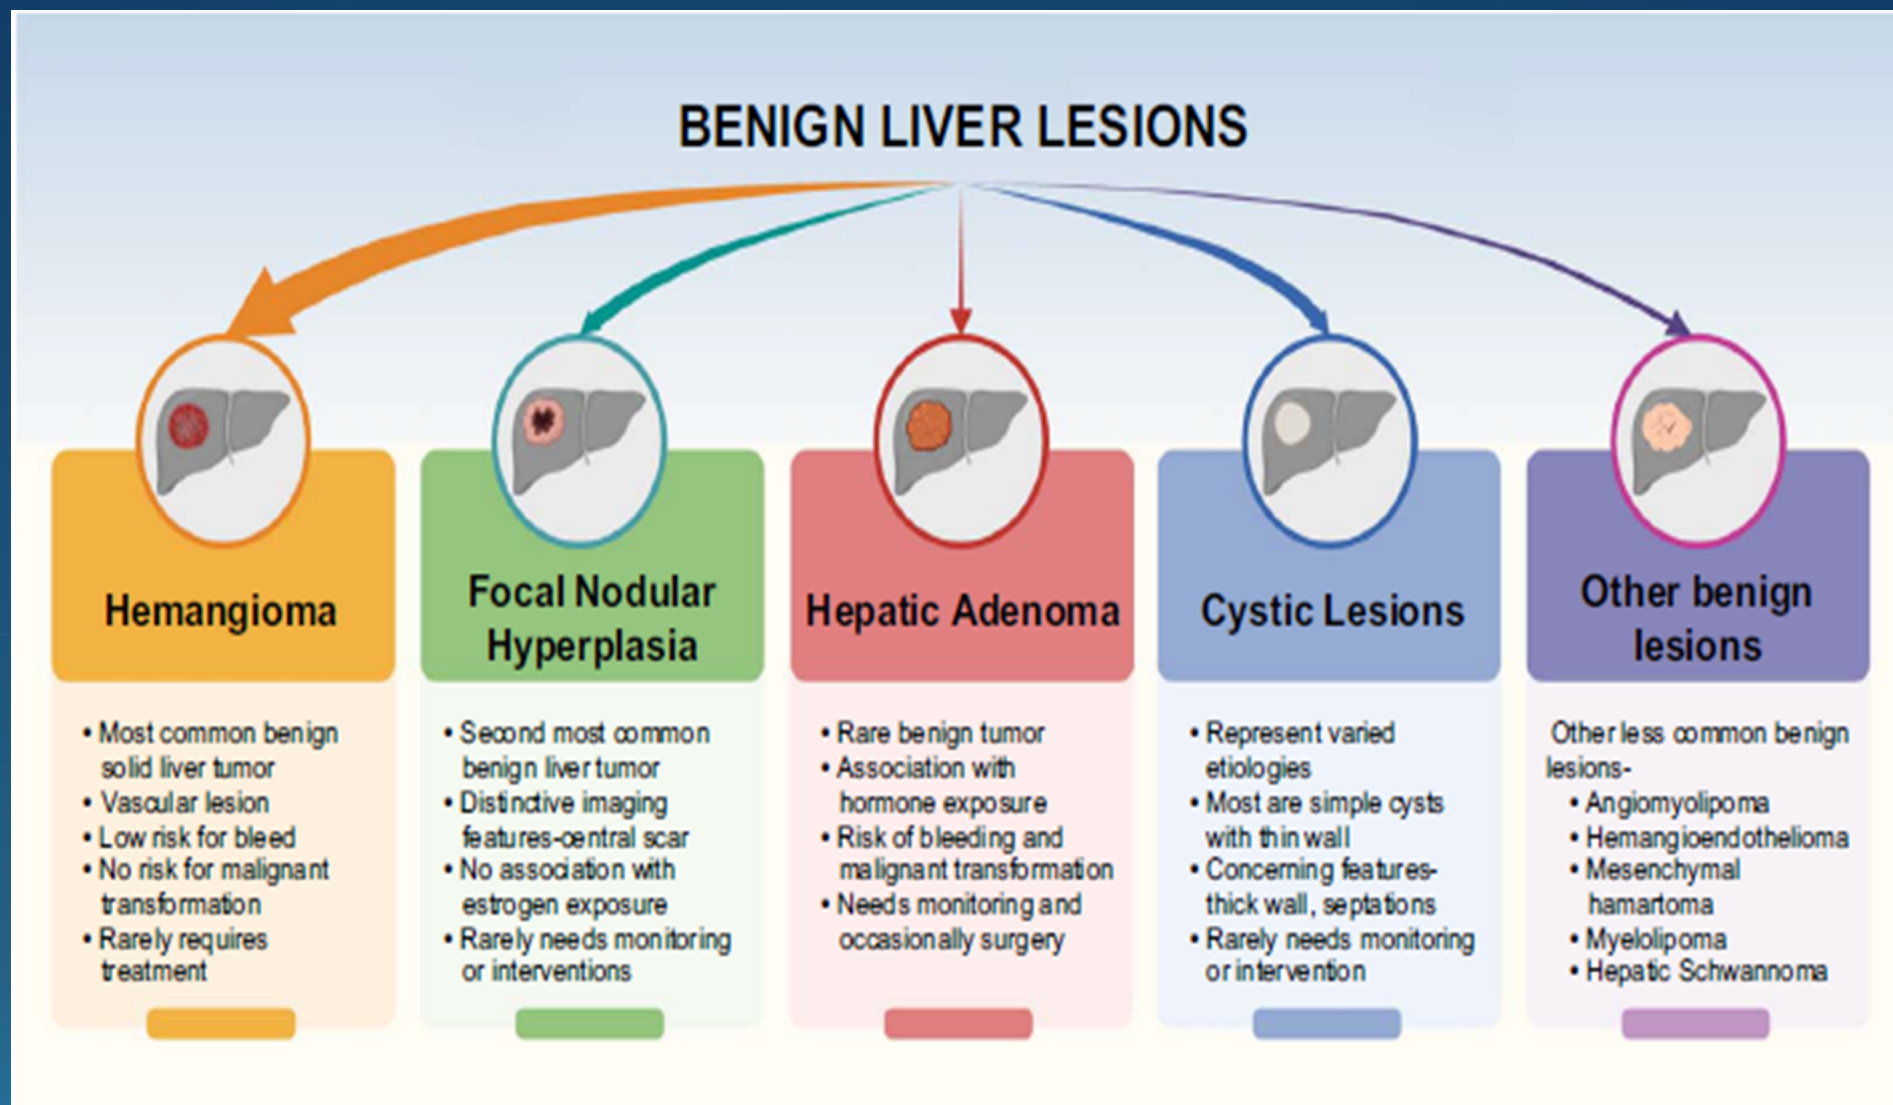 BENIGN LIVER LESIONS
Hemangioma
• Most common benign
solid liver tumor
• Vascular lesion
• Low risk for bleed
• No risk for malignant
transformation
• Rarely requires
treatment
Focal Nodular
Hyperplasia
• Second most common
benign liver tumor
• Distinctive imaging
features-central scar
• No association with
estrogen exposure
• Rarely needs monitoring
or interventions
Hepatic Adenoma
• Rare benign tumor
• Association with
hormone exposure
• Risk of bleeding and
malignant transformation
• Needs monitoring and
occasionally surgery
Cystic Lesions
• Represent varied
etiologies
• Most are simple cysts
with thin wall
• Concerning features-
thick wall, septations
• Rarely needs monitoring
or intervention
Other benign
lesions
Other less common benign
lesions-
• Angiomyolipoma
• Hemangioendothelioma
• Mesenchymal
hamartoma
• Myelolipoma
• Hepatic Schwannoma